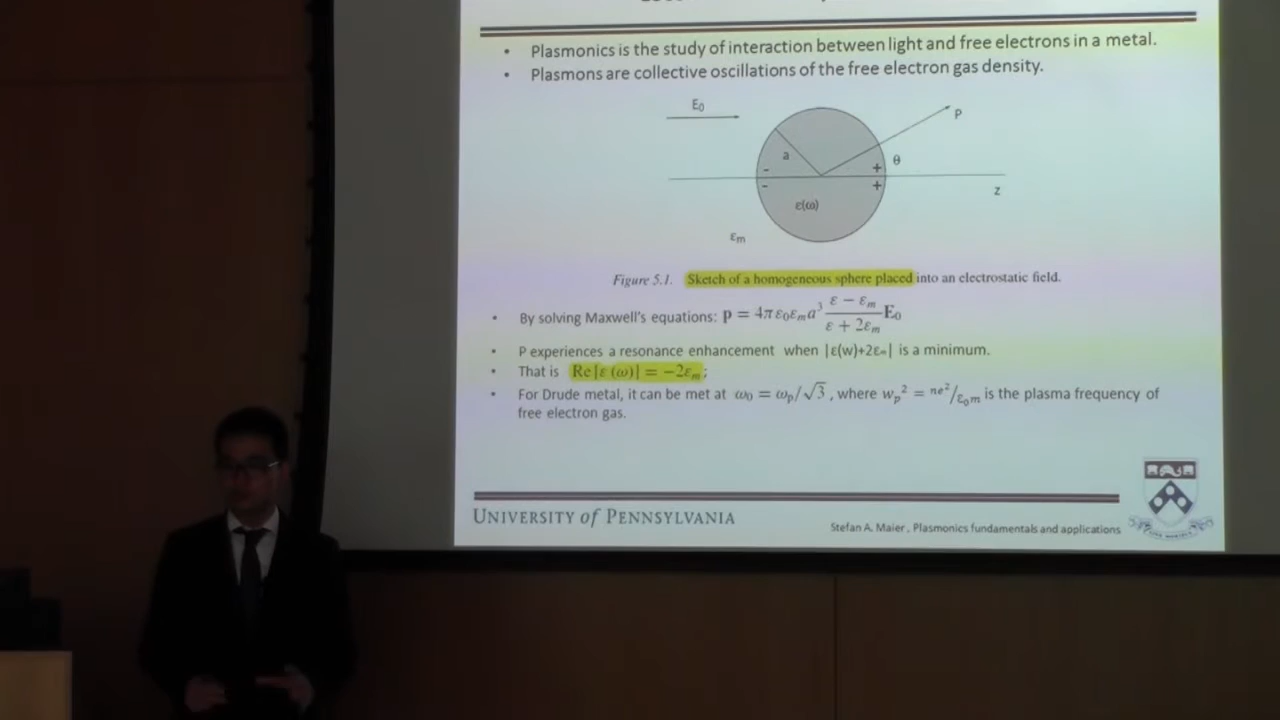 • Plasmonics is the study of interaction between light and free electrons in a metal.
• Plasmons are collective oscillations of the free electron gas density.
E₀
P
a
θ
- +
- +
z
ε(ω)
εm
Figure 5.1. Sketch of a homogeneous sphere placed into an electrostatic field.
• By solving Maxwell's equations: p = 4πε₀εₘa³ (ε − εₘ)/(ε + 2εₘ) E₀
• P experiences a resonance enhancement when |ε(w)+2εₘ| is a minimum.
• That is Re[ε (ω)] = −2εₘ;
• For Drude metal, it can be met at ω₀ = ωₚ/√3, where wₚ² = ne²/ε₀m is the plasma frequency of
free electron gas.
UNIVERSITY of PENNSYLVANIA
Stefan A. Maier , Plasmonics fundamentals and applications